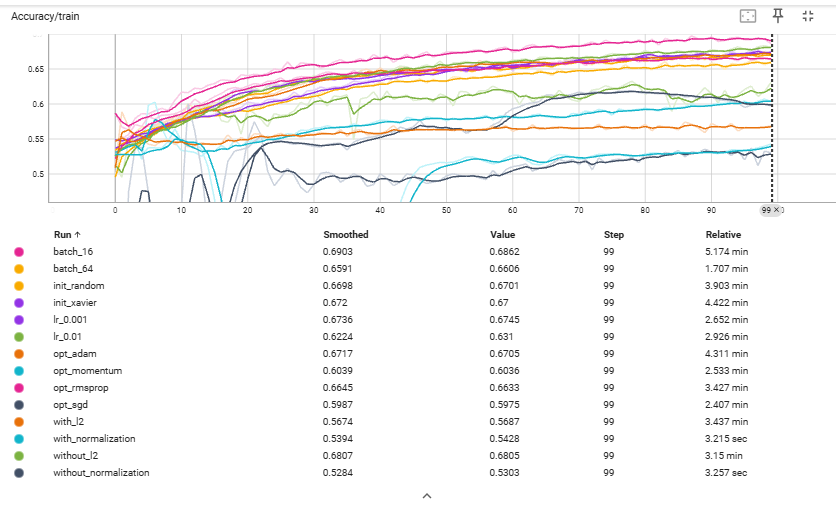 Accuracy/train
0.65
0.6
0.55
0.5
0 10 20 30 40 50 60 70 80 90 99 ×
Run ↑ Smoothed Value Step Relative
batch_16 0.6903 0.6862 99 5.174 min
batch_64 0.6591 0.6606 99 1.707 min
init_random 0.6698 0.6701 99 3.903 min
init_xavier 0.672 0.67 99 4.422 min
lr_0.001 0.6736 0.6745 99 2.652 min
lr_0.01 0.6224 0.631 99 2.926 min
opt_adam 0.6717 0.6705 99 4.311 min
opt_momentum 0.6039 0.6036 99 2.533 min
opt_rmsprop 0.6645 0.6633 99 3.427 min
opt_sgd 0.5987 0.5975 99 2.407 min
with_l2 0.5674 0.5687 99 3.437 min
with_normalization 0.5394 0.5428 99 3.215 sec
without_l2 0.6807 0.6805 99 3.15 min
without_normalization 0.5284 0.5303 99 3.257 sec